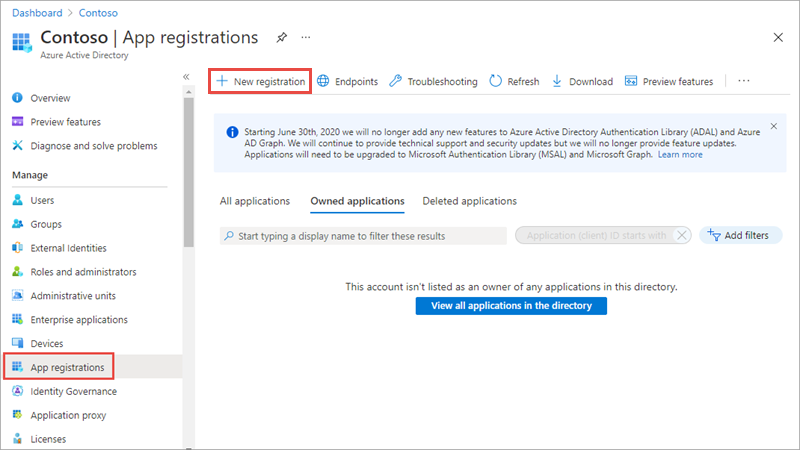 Dashboard > Contoso
Contoso | App registrations
Azure Active Directory
Overview
Preview features
Diagnose and solve problems
Manage
Users
Groups
External Identities
Roles and administrators
Administrative units
Enterprise applications
Devices
App registrations
Identity Governance
Application proxy
Licenses
New registration Endpoints Troubleshooting Refresh Download Preview features
Starting June 30th, 2020 we will no longer add any new features to Azure Active Directory Authentication Library (ADAL) and Azure
AD Graph. We will continue to provide technical support and security updates but we will no longer provide feature updates.
Applications will need to be upgraded to Microsoft Authentication Library (MSAL) and Microsoft Graph. Learn more
All applications Owned applications Deleted applications
Start typing a display name to filter these results Application (client) ID starts with Add filters
This account isn't listed as an owner of any applications in this directory.
View all applications in the directory